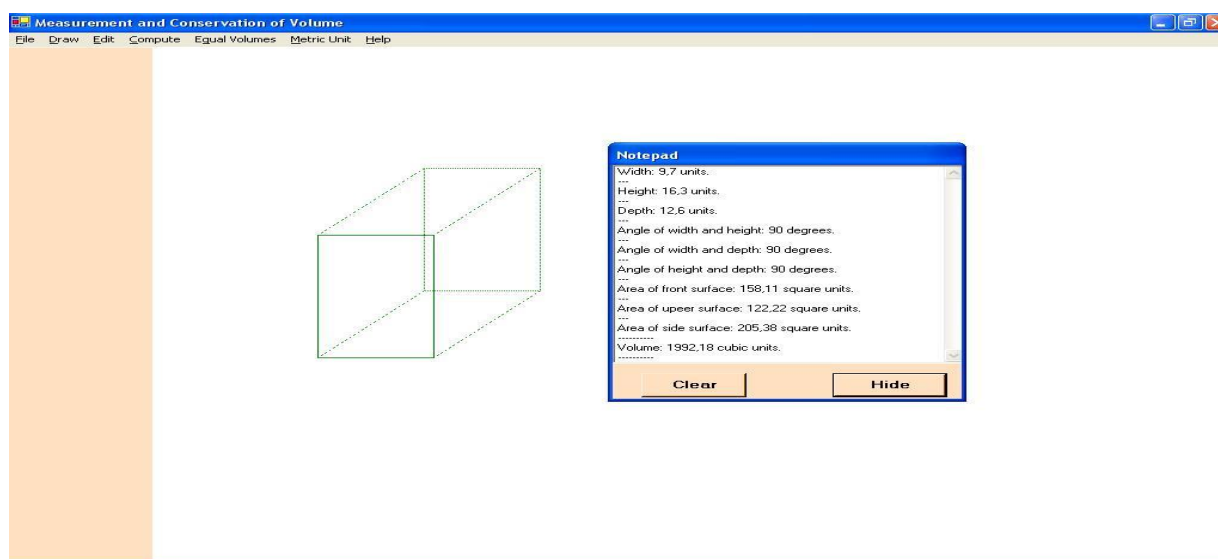 Measurement and Conservation of Volume
File Draw Edit Compute Equal Volumes Metric Unit Help
Notepad
Width: 9,7 units.
---
Height: 16,3 units.
---
Depth: 12,6 units.
---
Angle of width and height: 90 degrees.
---
Angle of width and depth: 90 degrees.
---
Angle of height and depth: 90 degrees.
---
Area of front surface: 158,11 square units.
---
Area of upeer surface: 122,22 square units.
---
Area of side surface: 205,38 square units.
----------
Volume: 1992,18 cubic units.
----------
Clear Hide